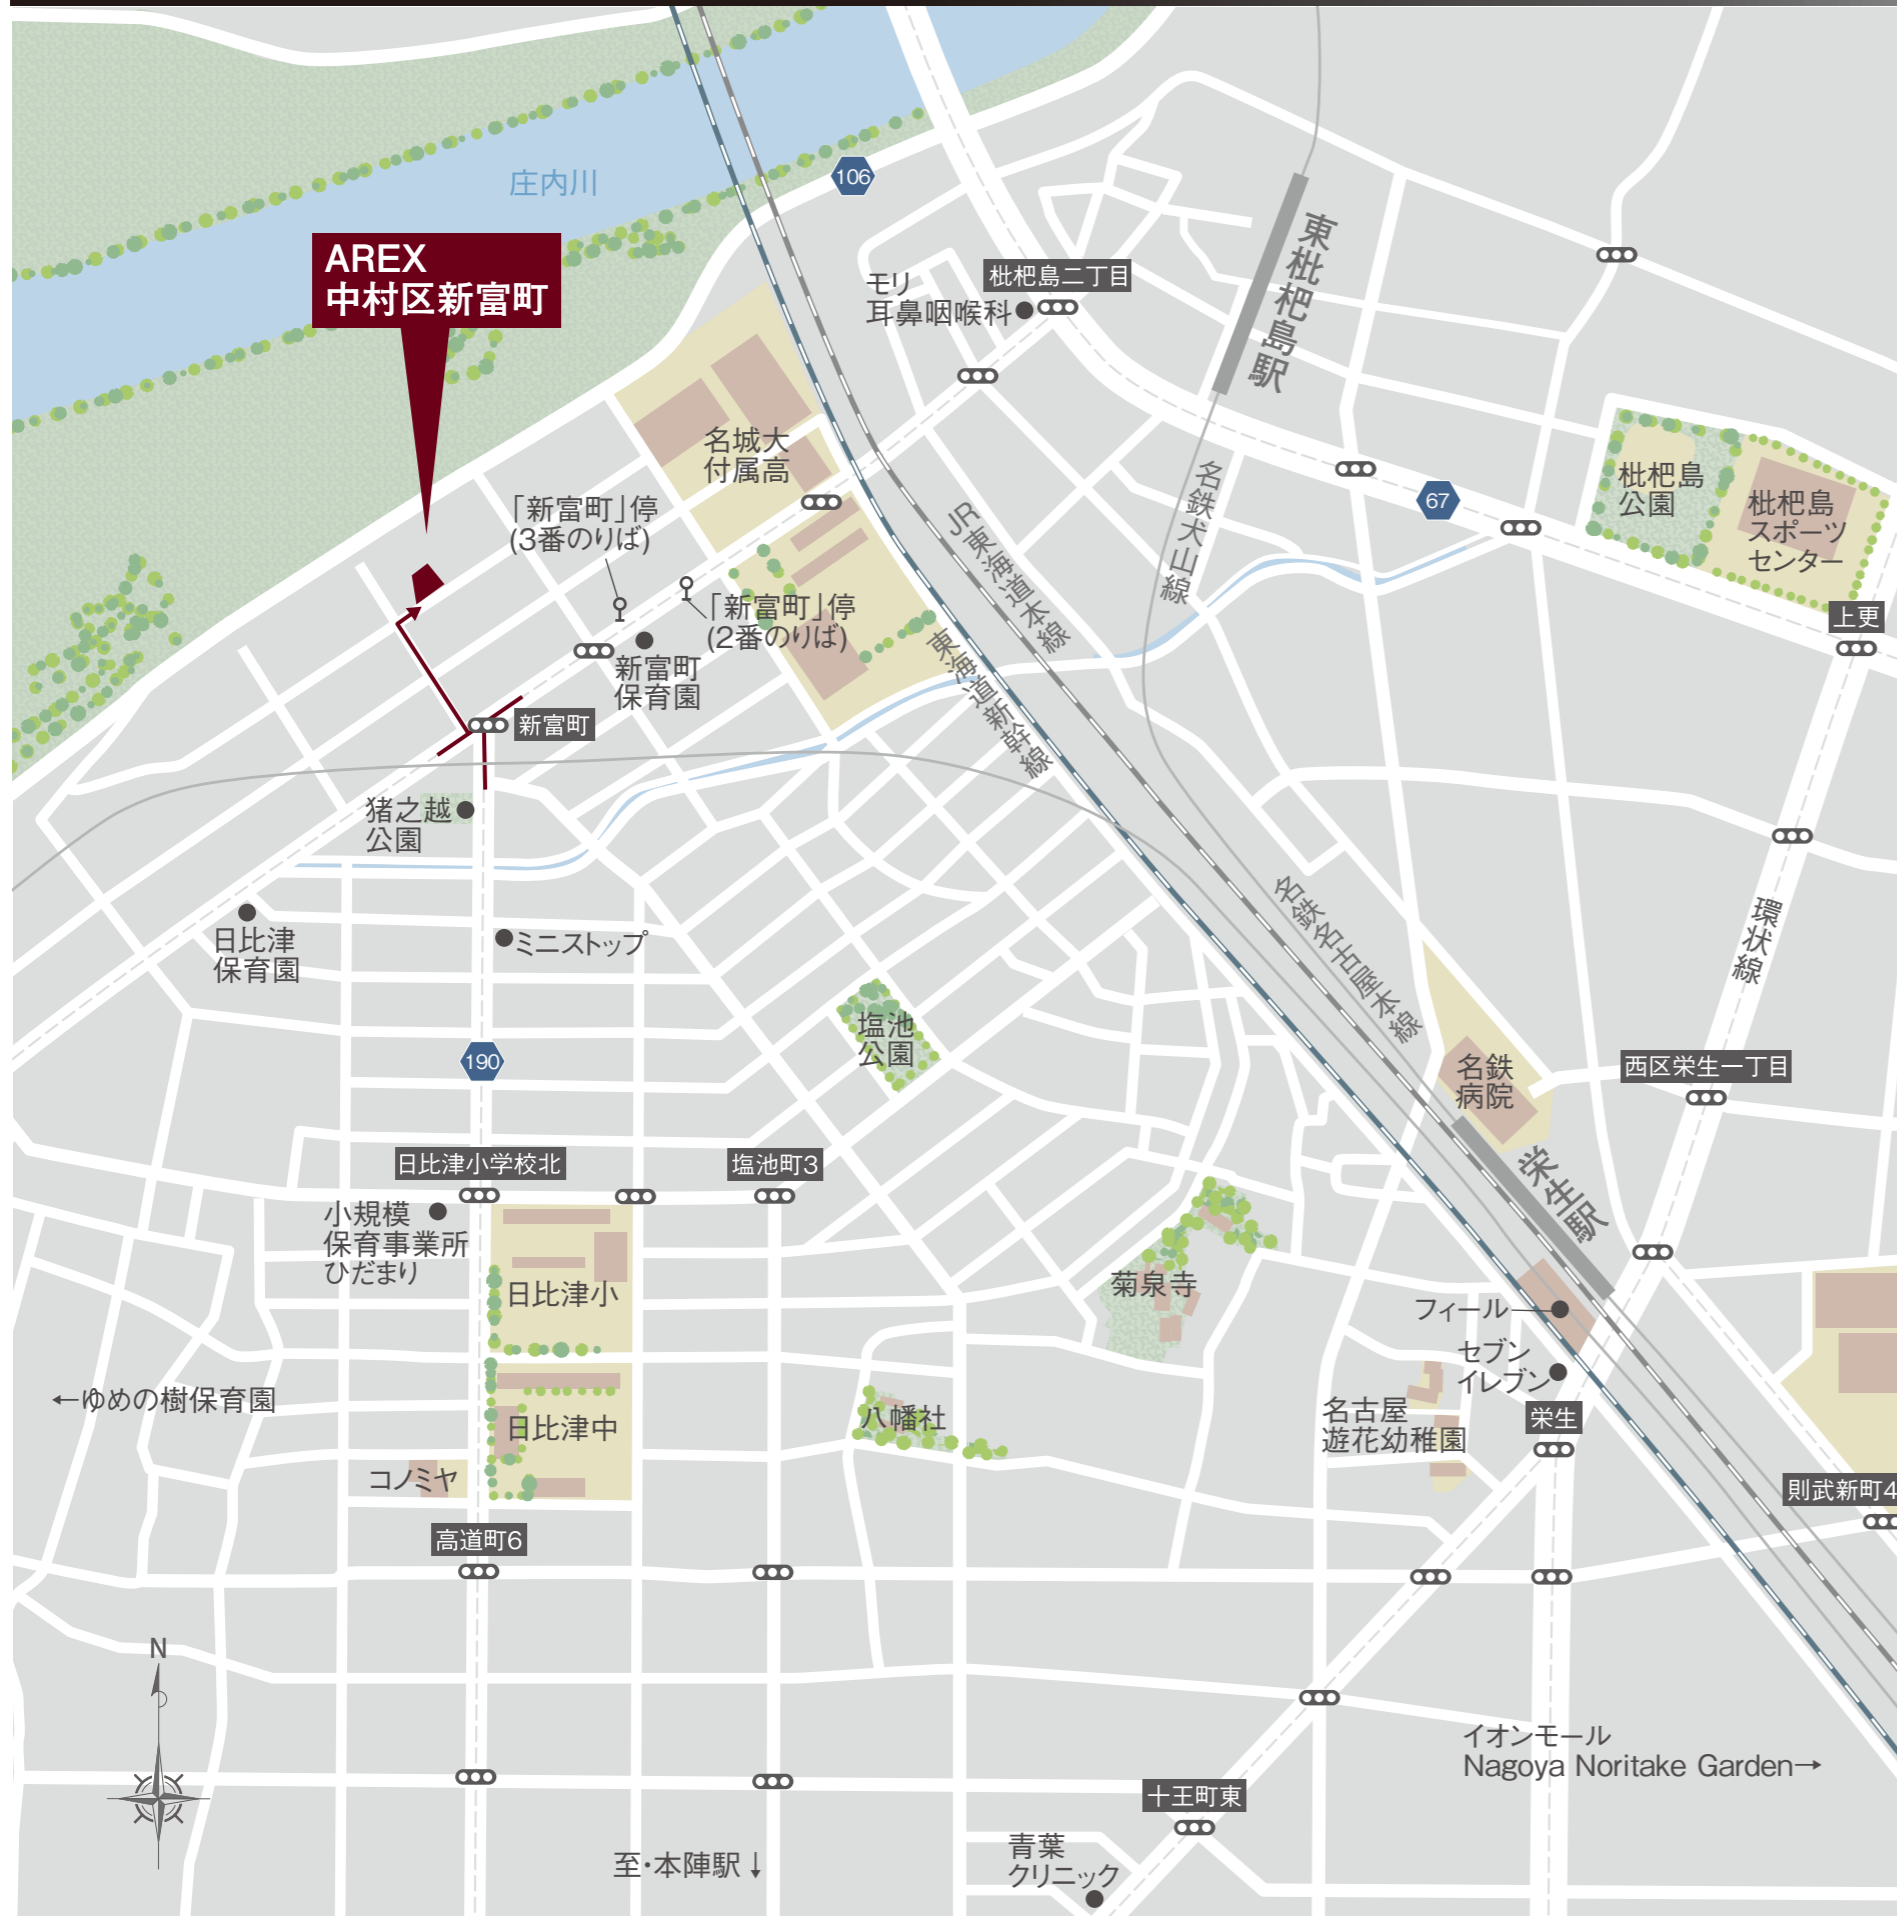 庄内川
106
AREX
中村区新富町
モリ
耳鼻咽喉科
枇杷島二丁目
東枇杷島駅
名城大
付属高
「新富町」停
(3番のりば)
「新富町」停
(2番のりば)
JR東海道本線
名鉄犬山線
67
枇杷島
公園
枇杷島
スポーツ
センター
上更
新富町
保育園
東海道新幹線
新富町
猪之越
公園
日比津
保育園
ミニストップ
名鉄名古屋本線
環状線
塩池
公園
190
名鉄
病院
西区栄生一丁目
日比津小学校北
塩池町3
栄生駅
小規模
保育事業所
ひだまり
日比津小
菊泉寺
フィール
セブン
イレブン
←ゆめの樹保育園
日比津中
八幡社
名古屋
遊花幼稚園
栄生
コノミヤ
則武新町4
高道町6
N
イオンモール
Nagoya Noritake Garden→
十王町東
至・本陣駅↓
青葉
クリニック